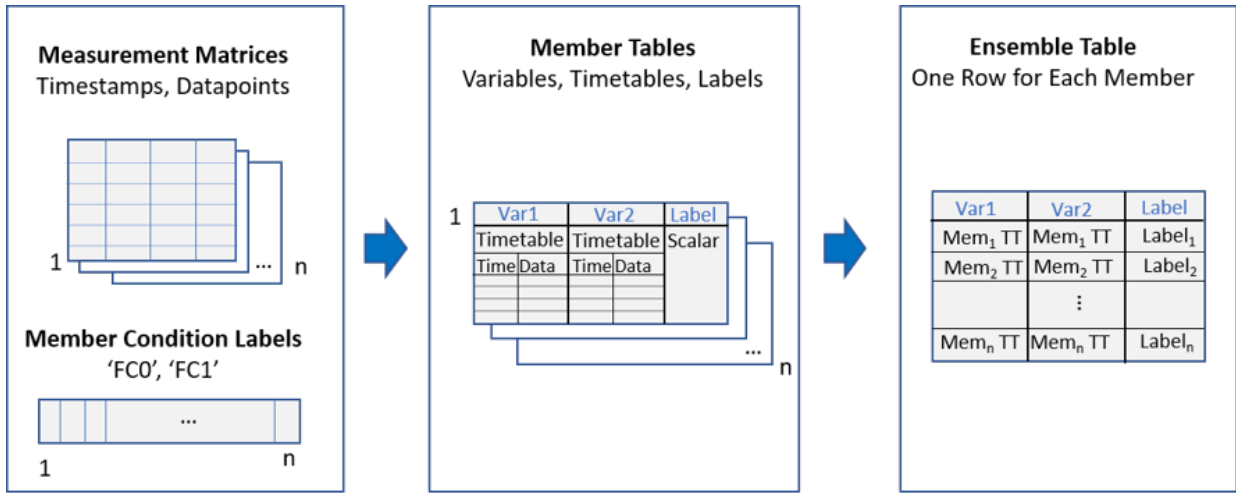 Measurement Matrices
Timestamps, Datapoints
1
... n
Member Condition Labels
‘FC0’, ‘FC1’
...
1 n
Member Tables
Variables, Timetables, Labels
1
Var1 Var2 Label
Timetable Timetable Scalar
Time Data Time Data
...
n
Ensemble Table
One Row for Each Member
Var1 Var2 Label
Mem₁ TT Mem₁ TT Label₁
Mem₂ TT Mem₂ TT Label₂
⋮
Memₙ TT Memₙ TT Labelₙ